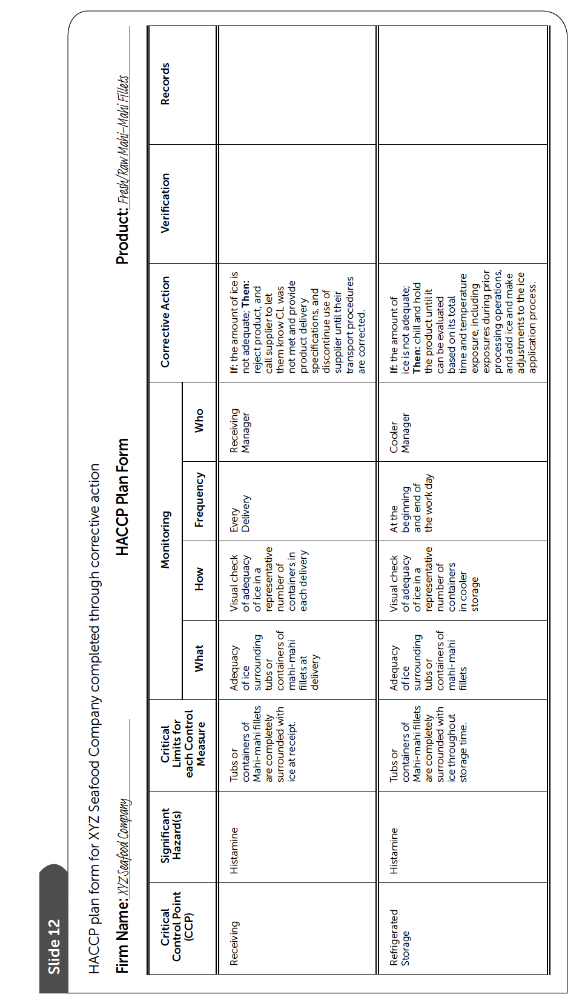 Slide 12
HACCP plan form for XYZ Seafood Company completed through corrective action
Firm Name: XYZ Seafood Company
HACCP Plan Form
Product: Fresh/Raw Mahi-Mahi Fillets
Critical
Control Point
(CCP)
Significant
Hazard(s)
Critical
Limits for
each Control
Measure
Monitoring
What
How
Frequency
Who
Corrective Action
Verification
Records
Receiving
Histamine
Tubs or
containers of
Mahi-mahi fillets
are completely
surrounded with
ice at receipt.
Adequacy
of ice
surrounding
tubs or
containers of
mahi-mahi
fillets at
delivery
Visual check
of adequacy
of ice in a
representative
number of
containers in
each delivery
Every
Delivery
Receiving
Manager
If: the amount of ice is
not adequate; Then:
reject product, and
call supplier to let
them know CL was
not met and provide
product delivery
specifications, and
discontinue use of
supplier until their
transport procedures
are corrected.
Refrigerated
Storage
Histamine
Tubs or
containers of
Mahi-mahi fillets
are completely
surrounded with
ice throughout
storage time.
Adequacy
of ice
surrounding
tubs or
containers of
mahi-mahi
fillets
Visual check
of adequacy
of ice in a
representative
number of
containers
in cooler
storage
At the
beginning
and end of
the work day
Cooler
Manager
If: the amount of
ice is not adequate;
Then: chill and hold
the product until it
can be evaluated
based on its total
time and temperature
exposure, including
exposures during prior
processing operations,
and add ice and make
adjustments to the ice
application process.